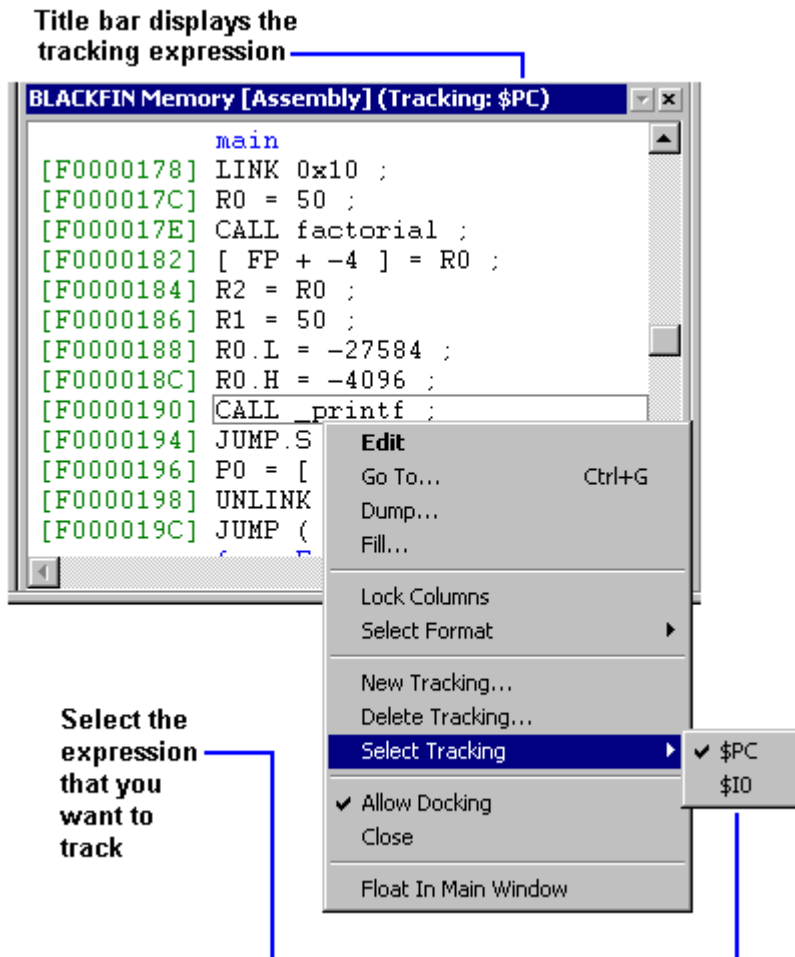 Title bar displays the
tracking expression
BLACKFIN Memory [Assembly] (Tracking: $PC)
main
[F0000178] LINK 0x10 ;
[F000017C] R0 = 50 ;
[F000017E] CALL factorial ;
[F0000182] [ FP + -4 ] = R0 ;
[F0000184] R2 = R0 ;
[F0000186] R1 = 50 ;
[F0000188] R0.L = -27584 ;
[F000018C] R0.H = -4096 ;
[F0000190] CALL _printf ;
[F0000194] JUMP.S
[F0000196] P0 = [
[F0000198] UNLINK
[F000019C] JUMP (
Edit
Go To... Ctrl+G
Dump...
Fill...
Lock Columns
Select Format
New Tracking...
Delete Tracking...
Select Tracking
$PC
$I0
Allow Docking
Close
Float In Main Window
Select the
expression
that you
want to
track